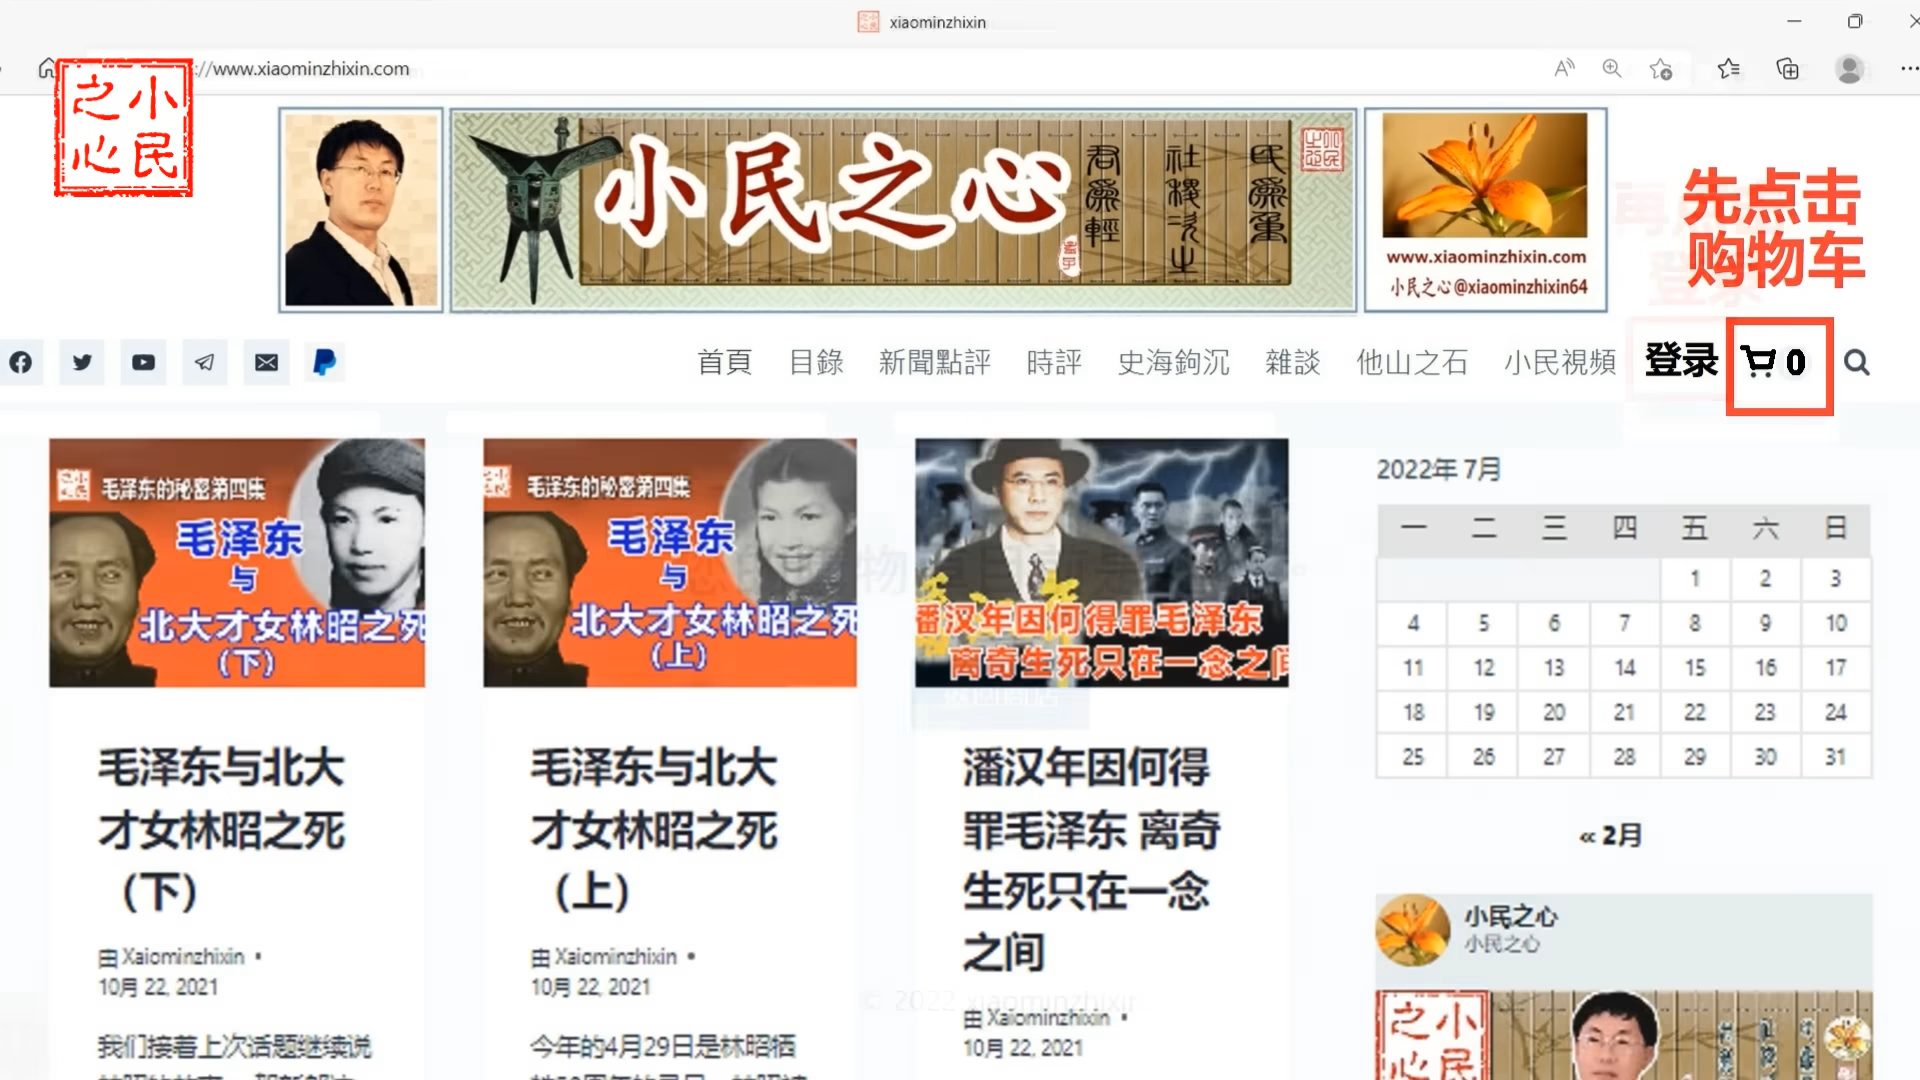 xiaominzhixin
://www.xiaominzhixin.com
之小
心民
小民之心
民為重
社稷次之
君為輕
www.xiaominzhixin.com
小民之心@xiaominzhixin64
先点击
购物车
首頁 目錄 新聞點評 時評 史海鉤沉 雜談 他山之石 小民視頻 登录 0
毛泽东的秘密第四集
毛泽东
与
北大才女林昭之死
(下)
毛泽东的秘密第四集
毛泽东
与
北大才女林昭之死
(上)
潘汉年因何得罪毛泽东
离奇生死只在一念之间
毛泽东与北大
才女林昭之死
（下）
由 Xaiominzhixin •
10月 22, 2021
我们接着上次话题继续说
毛泽东与北大
才女林昭之死
（上）
由 Xaiominzhixin •
10月 22, 2021
今年的4月29日是林昭牺
潘汉年因何得
罪毛泽东 离奇
生死只在一念
之间
由 Xaiominzhixin •
10月 22, 2021
2022年 7月
一 二 三 四 五 六 日
1 2 3
4 5 6 7 8 9 10
11 12 13 14 15 16 17
18 19 20 21 22 23 24
25 26 27 28 29 30 31
« 2月
小民之心
小民之心
之小
心民
© 2022 xiaominzhixin